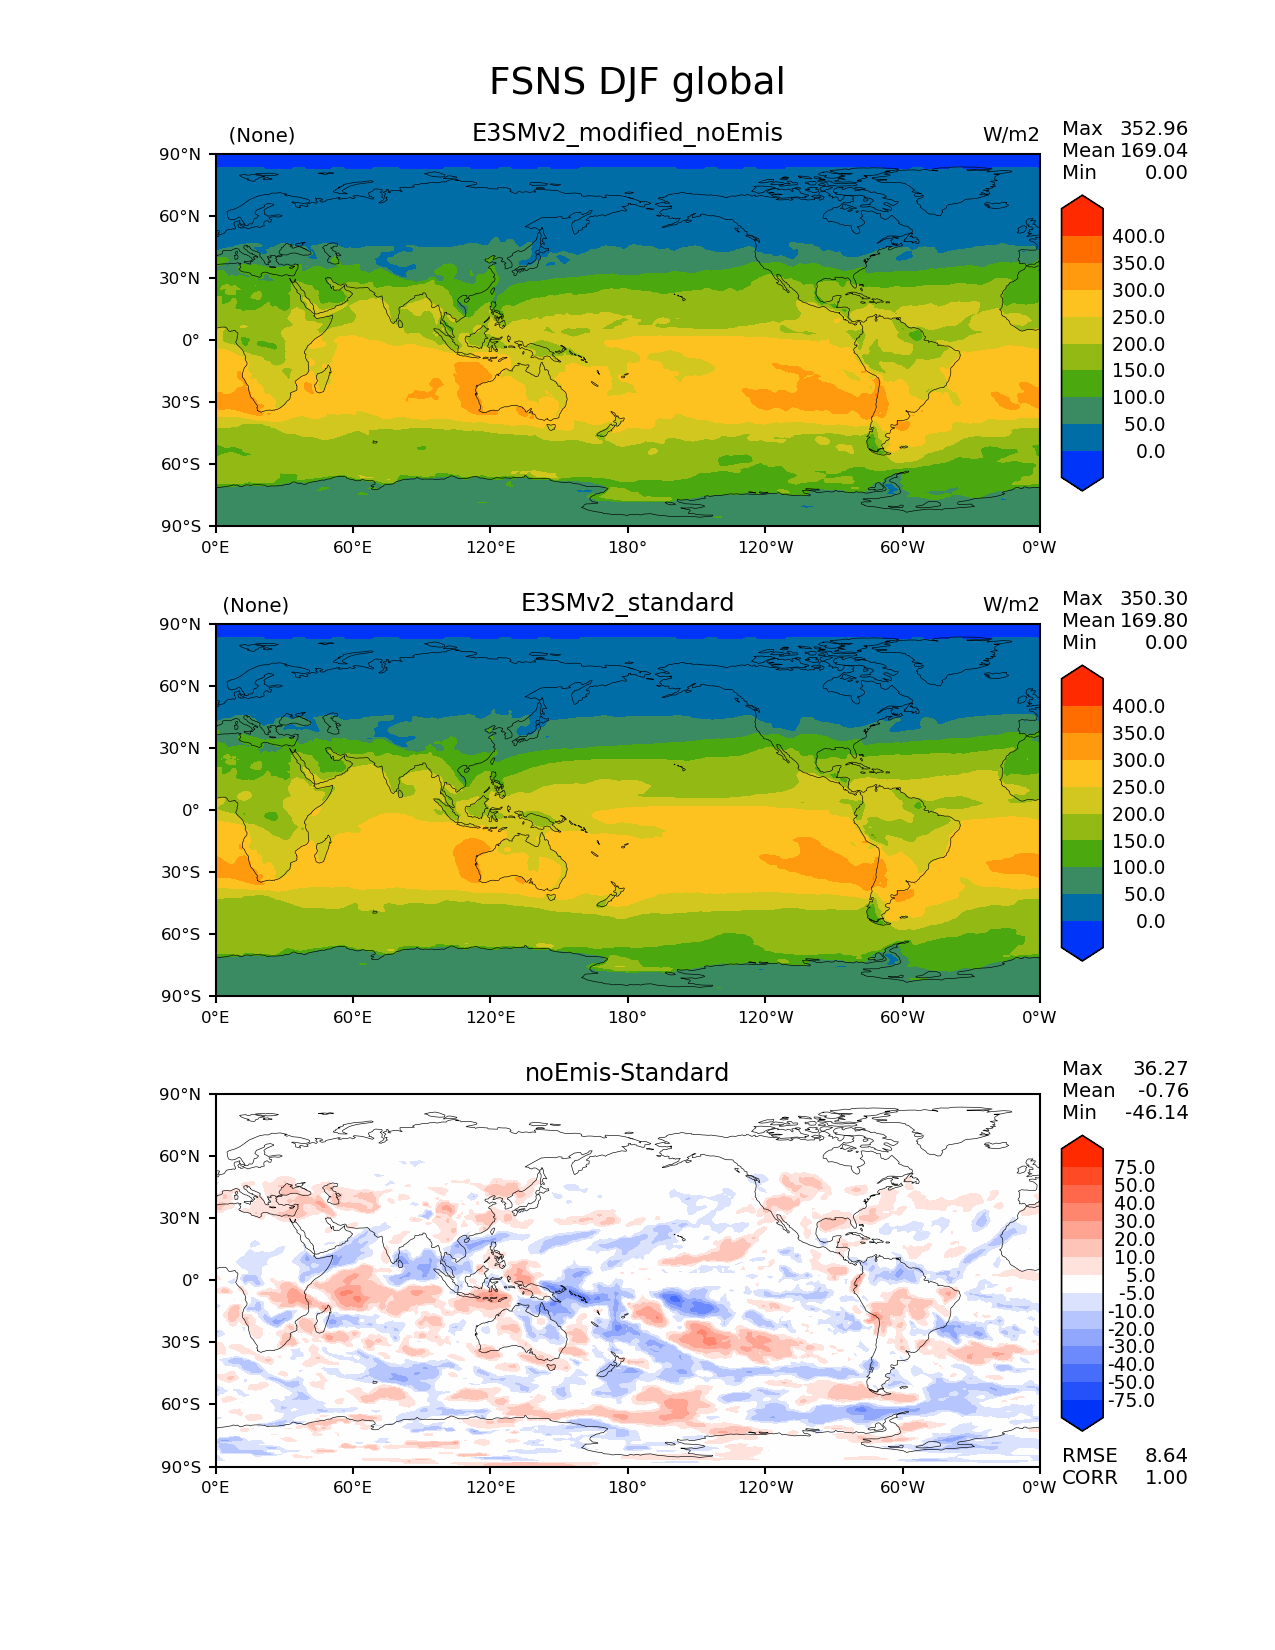 FSNS DJF global
(None) E3SMv2_modified_noEmis W/m2
Max 352.96
Mean 169.04
Min 0.00
90°N
60°N
30°N
0°
30°S
60°S
90°S
0°E 60°E 120°E 180° 120°W 60°W 0°W
400.0
350.0
300.0
250.0
200.0
150.0
100.0
50.0
0.0
(None) E3SMv2_standard W/m2
Max 350.30
Mean 169.80
Min 0.00
90°N
60°N
30°N
0°
30°S
60°S
90°S
0°E 60°E 120°E 180° 120°W 60°W 0°W
400.0
350.0
300.0
250.0
200.0
150.0
100.0
50.0
0.0
noEmis-Standard
Max 36.27
Mean -0.76
Min -46.14
90°N
60°N
30°N
0°
30°S
60°S
90°S
0°E 60°E 120°E 180° 120°W 60°W 0°W
75.0
50.0
40.0
30.0
20.0
10.0
5.0
-5.0
-10.0
-20.0
-30.0
-40.0
-50.0
-75.0
RMSE 8.64
CORR 1.00